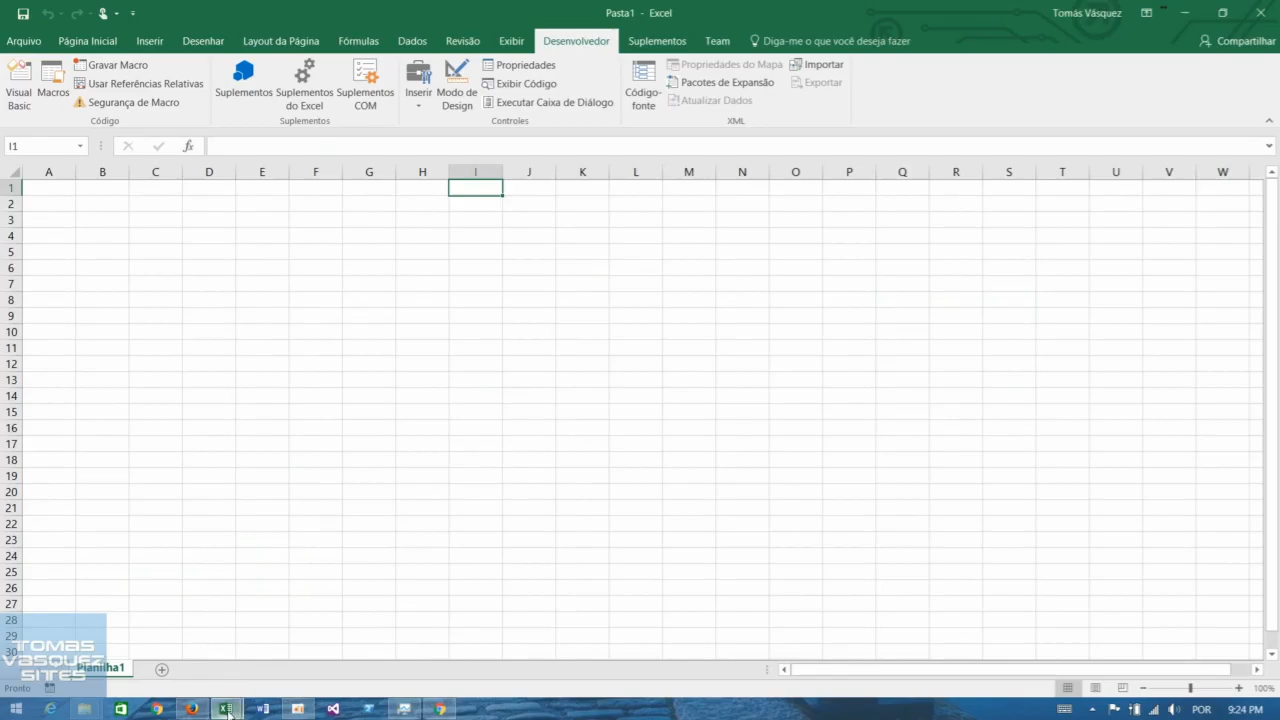 Pasta1 - Excel
Tomás Vásquez
Arquivo Página Inicial Inserir Desenhar Layout da Página Fórmulas Dados Revisão Exibir Desenvolvedor Suplementos Team Diga-me o que você deseja fazer Compartilhar
Visual Basic
Macros
Gravar Macro
Usar Referências Relativas
Segurança de Macro
Código
Suplementos
Suplementos do Excel
Suplementos COM
Suplementos
Inserir
Modo de Design
Propriedades
Exibir Código
Executar Caixa de Diálogo
Controles
Código-fonte
Propriedades do Mapa
Pacotes de Expansão
Atualizar Dados
Importar
Exportar
XML
I1
fx
A B C D E F G H I J K L M N O P Q R S T U V W
1
2
3
4
5
6
7
8
9
10
11
12
13
14
15
16
17
18
19
20
21
22
23
24
25
26
27
28
29
30
TOMAS
VASQUEZ
SITES
Planilha1
Pronto
100%
POR 9:24 PM